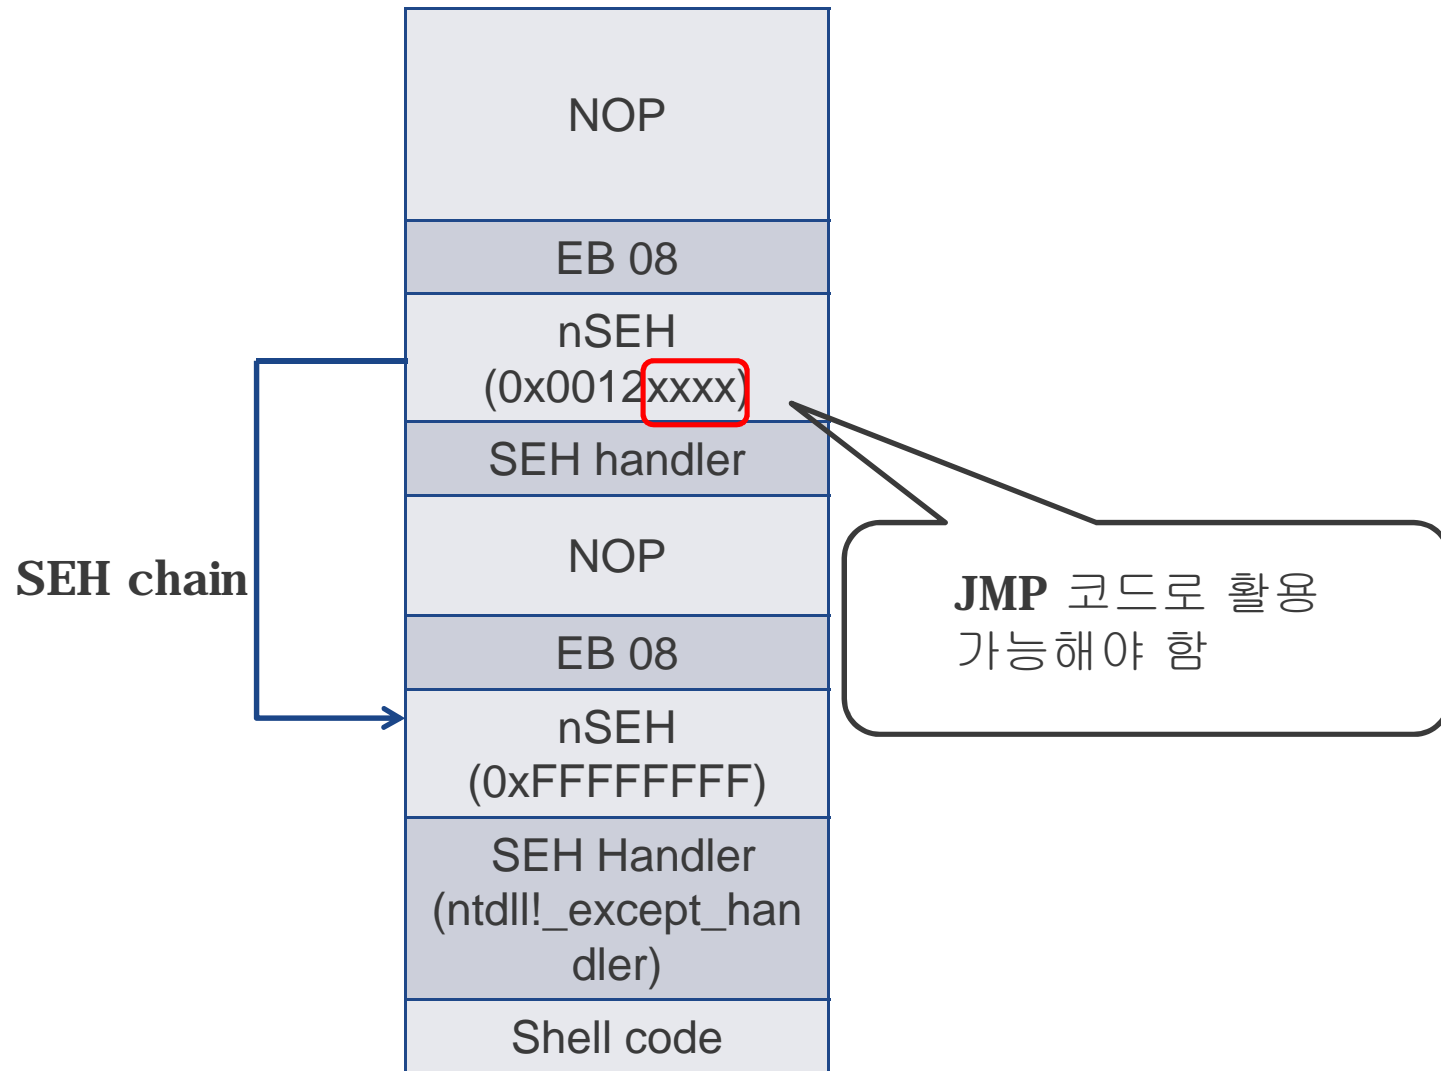 NOP
EB 08
nSEH
(0x0012xxxx)
SEH handler
SEH chain
NOP
JMP 코드로 활용
가능해야 함
EB 08
nSEH
(0xFFFFFFFF)
SEH Handler
(ntdll!_except_han
dler)
Shell code